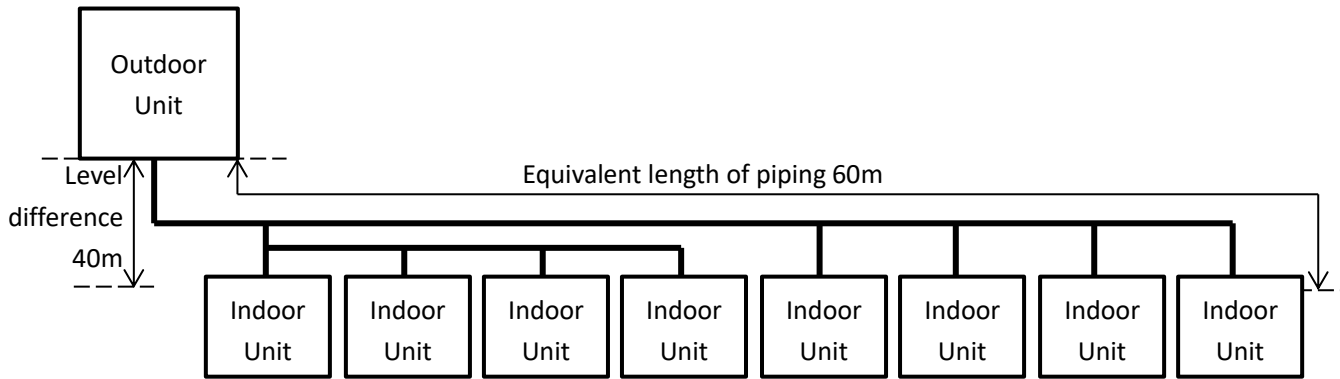 Outdoor
Unit
Level
difference
40m
Equivalent length of piping 60m
Indoor
Unit
Indoor
Unit
Indoor
Unit
Indoor
Unit
Indoor
Unit
Indoor
Unit
Indoor
Unit
Indoor
Unit